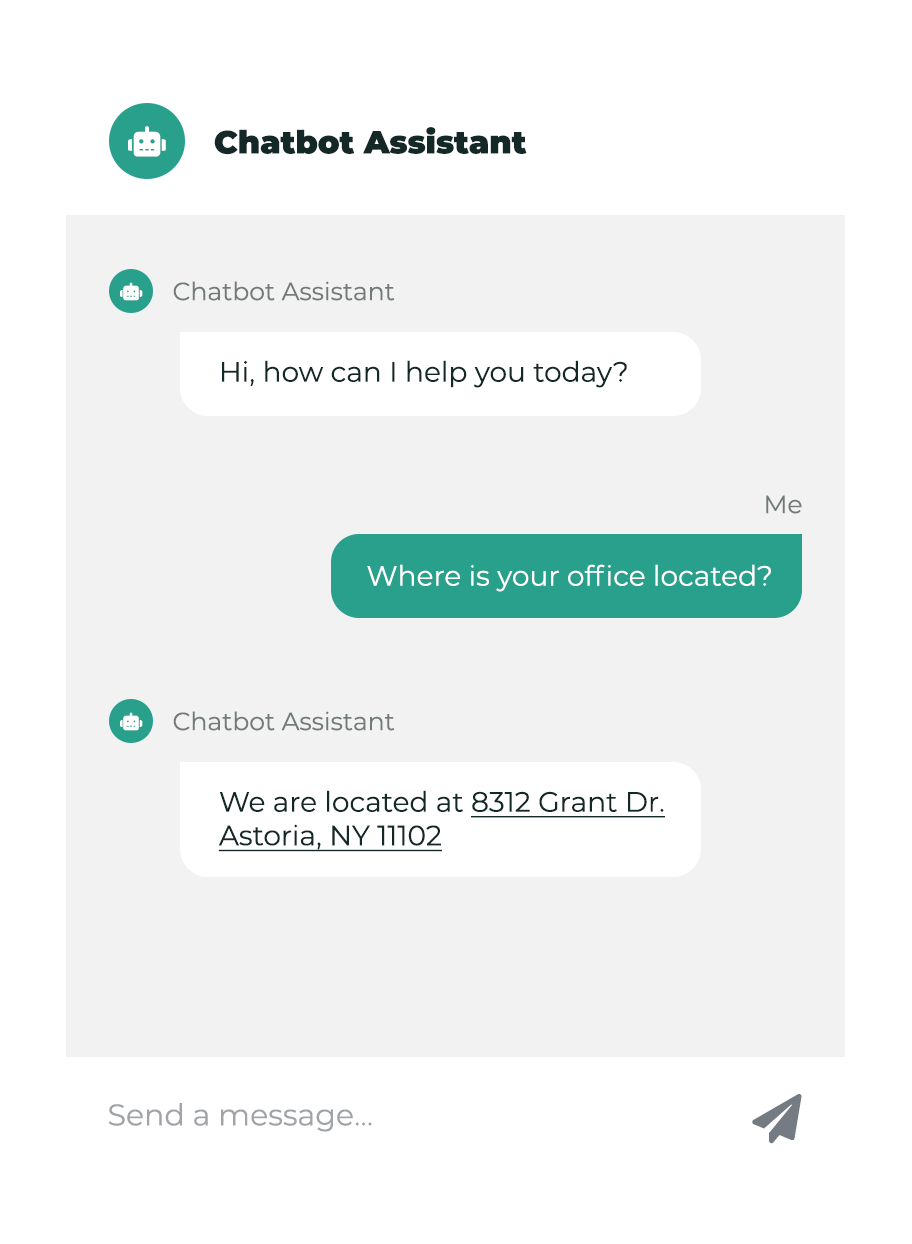 Chatbot Assistant
Chatbot Assistant
Hi, how can I help you today?
Me
Where is your office located?
Chatbot Assistant
We are located at 8312 Grant Dr.
Astoria, NY 11102
Send a message...